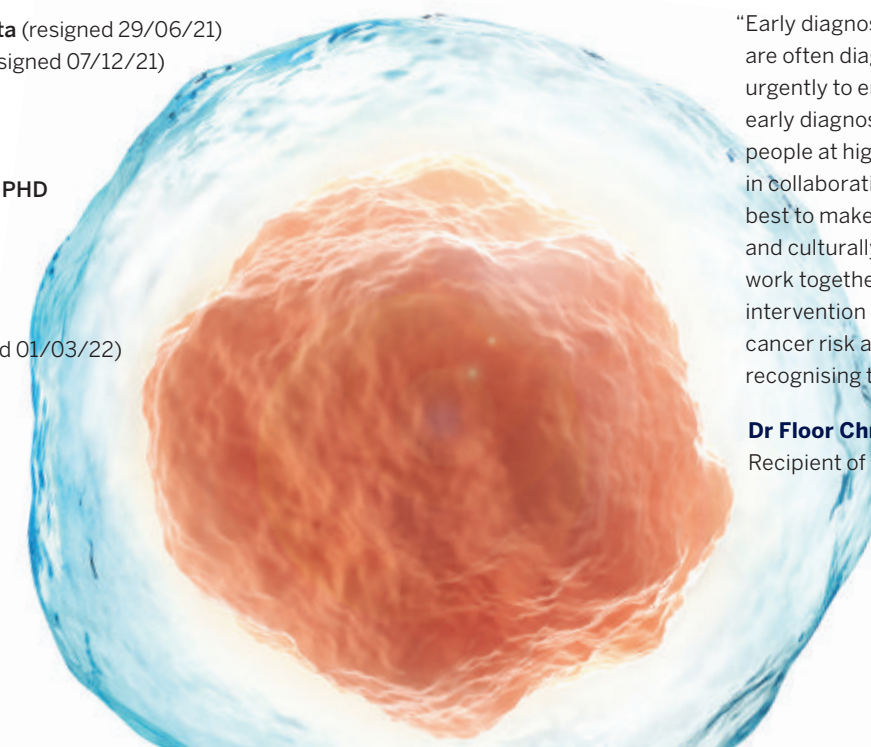 ta (resigned 29/06/21)
signed 07/12/21)
PHD
d 01/03/22)
“Early diagnos
are often diag
urgently to e
early diagnos
people at hig
in collaborati
best to make
and culturally
work togethe
intervention
cancer risk a
recognising t
Dr Floor Chr
Recipient of